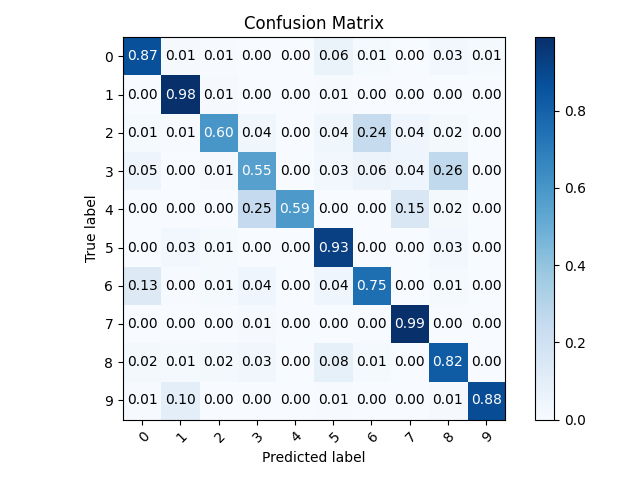 Confusion Matrix
True label
0 0.87 0.01 0.01 0.00 0.00 0.06 0.01 0.00 0.03 0.01
1 0.00 0.98 0.01 0.00 0.00 0.01 0.00 0.00 0.00 0.00
2 0.01 0.01 0.60 0.04 0.00 0.04 0.24 0.04 0.02 0.00
3 0.05 0.00 0.01 0.55 0.00 0.03 0.06 0.04 0.26 0.00
4 0.00 0.00 0.00 0.25 0.59 0.00 0.00 0.15 0.02 0.00
5 0.00 0.03 0.01 0.00 0.00 0.93 0.00 0.00 0.03 0.00
6 0.13 0.00 0.01 0.04 0.00 0.04 0.75 0.00 0.01 0.00
7 0.00 0.00 0.00 0.01 0.00 0.00 0.00 0.99 0.00 0.00
8 0.02 0.01 0.02 0.03 0.00 0.08 0.01 0.00 0.82 0.00
9 0.01 0.10 0.00 0.00 0.00 0.01 0.00 0.00 0.01 0.88
0 1 2 3 4 5 6 7 8 9
Predicted label
0.8
0.6
0.4
0.2
0.0